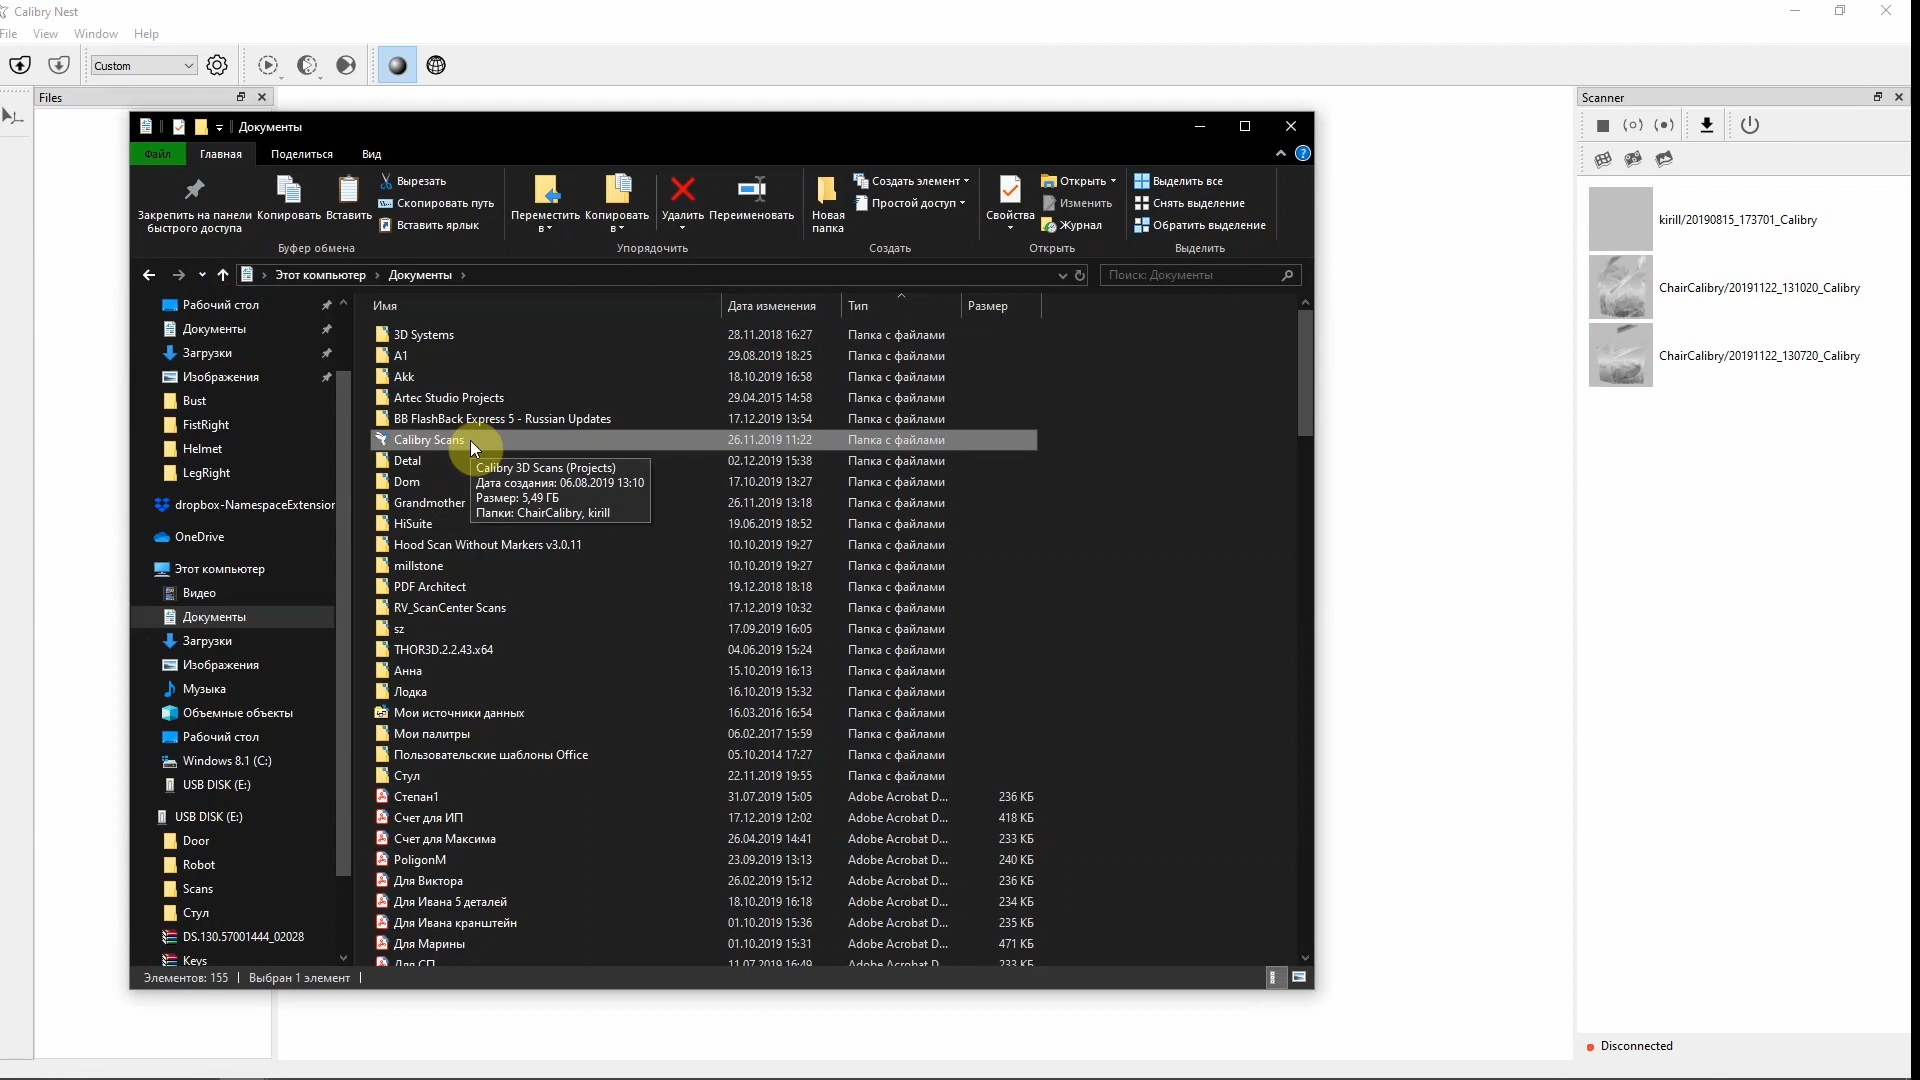 Calibry Nest
File View Window Help
Custom
Files
Scanner
kirill/20190815_173701_Calibry
ChairCalibry/20191122_131020_Calibry
ChairCalibry/20191122_130720_Calibry
Disconnected
Документы
Файл Главная Поделиться Вид
Закрепить на панели быстрого доступа
Копировать
Вставить
Вырезать
Скопировать путь
Вставить ярлык
Буфер обмена
Переместить в
Копировать в
Удалить
Переименовать
Упорядочить
Новая папка
Создать элемент
Простой доступ
Создать
Свойства
Открыть
Изменить
Журнал
Открыть
Выделить все
Снять выделение
Обратить выделение
Выделить
Этот компьютер > Документы >
Поиск: Документы
Рабочий стол
Документы
Загрузки
Изображения
Bust
FistRight
Helmet
LegRight
dropbox-NamespaceExtension
OneDrive
Этот компьютер
Видео
Документы
Загрузки
Изображения
Музыка
Объемные объекты
Рабочий стол
Windows 8.1 (C:)
USB DISK (E:)
USB DISK (E:)
Door
Robot
Scans
Стул
DS.130.57001444_02028
Keys
Имя Дата изменения Тип Размер
3D Systems 28.11.2018 16:27 Папка с файлами
A1 29.08.2019 18:25 Папка с файлами
Akk 18.10.2019 16:58 Папка с файлами
Artec Studio Projects 29.04.2015 14:58 Папка с файлами
BB FlashBack Express 5 - Russian Updates 17.12.2019 13:54 Папка с файлами
Calibry Scans 26.11.2019 11:22 Папка с файлами
Detal 02.12.2019 15:38 Папка с файлами
Dom 17.10.2019 13:27 Папка с файлами
Grandmother 26.11.2019 13:18 Папка с файлами
HiSuite 19.06.2019 18:52 Папка с файлами
Hood Scan Without Markers v3.0.11 10.10.2019 19:27 Папка с файлами
millstone 10.10.2019 19:27 Папка с файлами
PDF Architect 19.12.2018 18:18 Папка с файлами
RV_ScanCenter Scans 17.12.2019 10:32 Папка с файлами
sz 17.09.2019 16:05 Папка с файлами
THOR3D.2.2.43.x64 04.06.2019 15:24 Папка с файлами
Анна 15.10.2019 16:13 Папка с файлами
Лодка 16.10.2019 15:32 Папка с файлами
Мои источники данных 16.03.2016 16:54 Папка с файлами
Мои палитры 06.02.2017 15:59 Папка с файлами
Пользовательские шаблоны Office 05.10.2014 17:27 Папка с файлами
Стул 22.11.2019 19:55 Папка с файлами
Степан1 31.07.2019 15:05 Adobe Acrobat D... 236 КБ
Счет для ИП 17.12.2019 12:02 Adobe Acrobat D... 418 КБ
Счет для Максима 26.04.2019 14:41 Adobe Acrobat D... 233 КБ
PoligonM 23.09.2019 13:13 Adobe Acrobat D... 240 КБ
Для Виктора 26.02.2019 15:12 Adobe Acrobat D... 236 КБ
Для Ивана 5 деталей 18.10.2019 16:18 Adobe Acrobat D... 234 КБ
Для Ивана кранштейн 01.10.2019 15:36 Adobe Acrobat D... 235 КБ
Для Марины 01.10.2019 15:31 Adobe Acrobat D... 471 КБ
Для СП 11.07.2019 16:49 Adobe Acrobat D... 233 КБ
Calibry 3D Scans (Projects)
Дата создания: 06.08.2019 13:10
Размер: 5,49 ГБ
Папки: ChairCalibry, kirill
Элементов: 155 Выбран 1 элемент